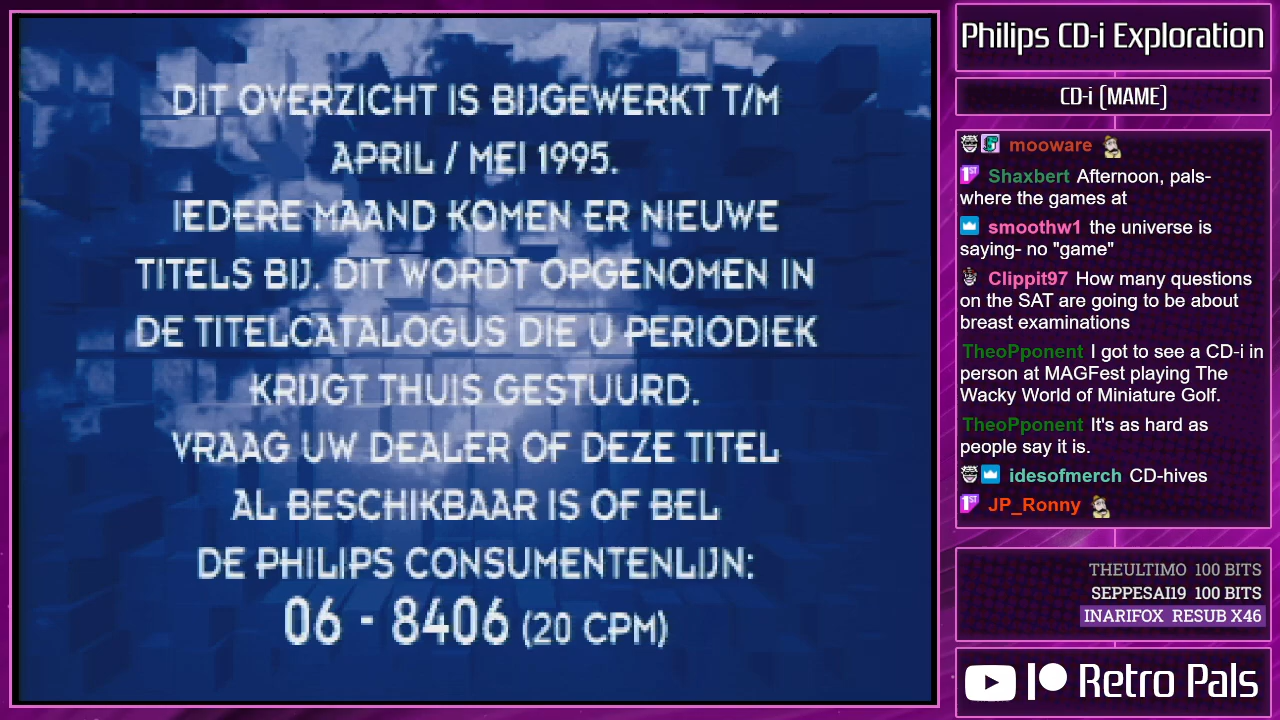 DIT OVERZICHT IS BIJGEWERKT T/M
APRIL / MEI 1995.
IEDERE MAAND KOMEN ER NIEUWE
TITELS BIJ. DIT WORDT OPGENOMEN IN
DE TITELCATALOGUS DIE U PERIODIEK
KRIJGT THUIS GESTUURD.
VRAAG UW DEALER OF DEZE TITEL
AL BESCHIKBAAR IS OF BEL
DE PHILIPS CONSUMENTENLIJN:
06 - 8406 (20 CPM)
Philips CD-i Exploration
CD-i (MAME)
mooware
1ST Shaxbert Afternoon, pals-
where the games at
smoothw1 the universe is
saying- no "game"
Clippit97 How many questions
on the SAT are going to be about
breast examinations
TheoPponent I got to see a CD-i in
person at MAGFest playing The
Wacky World of Miniature Golf.
TheoPponent It's as hard as
people say it is.
idesofmerch CD-hives
1ST JP_Ronny
THEULTIMO 100 BITS
SEPPESAI19 100 BITS
INARIFOX RESUB X46
Retro Pals